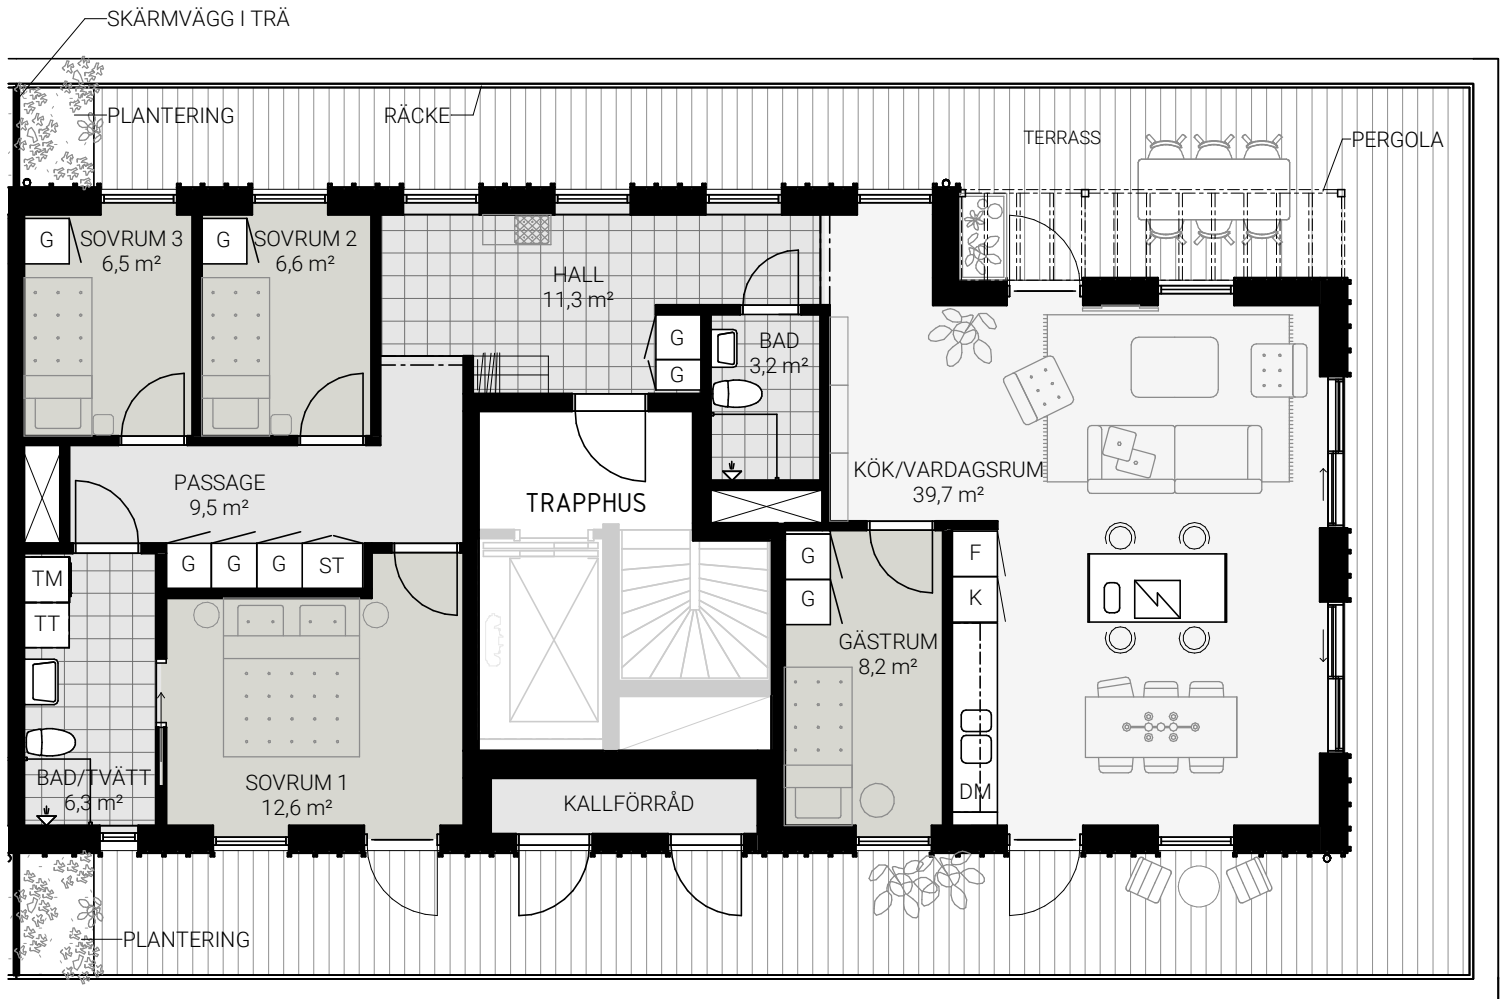 SKÄRMVÄGG I TRÄ
PLANTERING
RÄCKE
TERRASS
PERGOLA
G
SOVRUM 3
6,5 m²
G
SOVRUM 2
6,6 m²
HALL
11,3 m²
G
G
BAD
3,2 m²
KÖK/VARDAGSRUM
39,7 m²
PASSAGE
9,5 m²
TRAPPHUS
TM
TT
G
G
G
ST
G
G
F
K
GÄSTRUM
8,2 m²
BAD/TVÄTT
6,3 m²
SOVRUM 1
12,6 m²
KALLFÖRRÅD
DM
PLANTERING